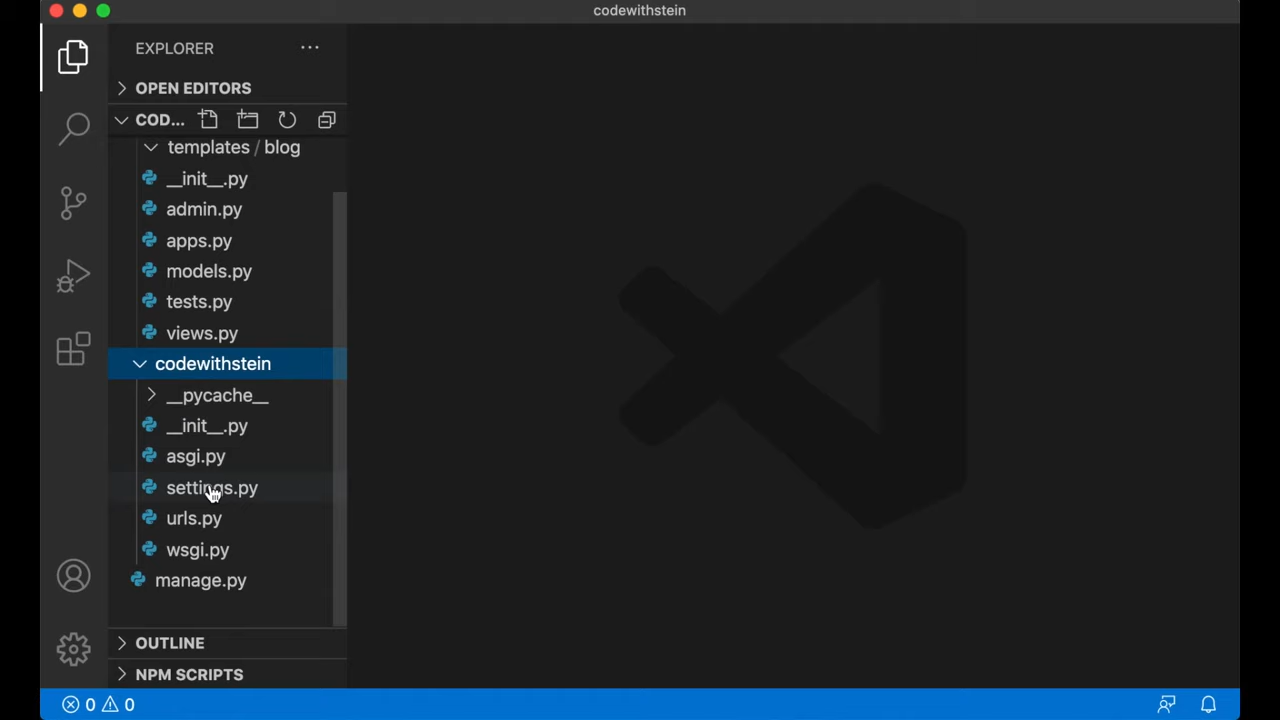 codewithstein
EXPLORER
OPEN EDITORS
COD...
templates / blog
__init__.py
admin.py
apps.py
models.py
tests.py
views.py
codewithstein
__pycache__
__init__.py
asgi.py
settings.py
urls.py
wsgi.py
manage.py
OUTLINE
NPM SCRIPTS
0 0